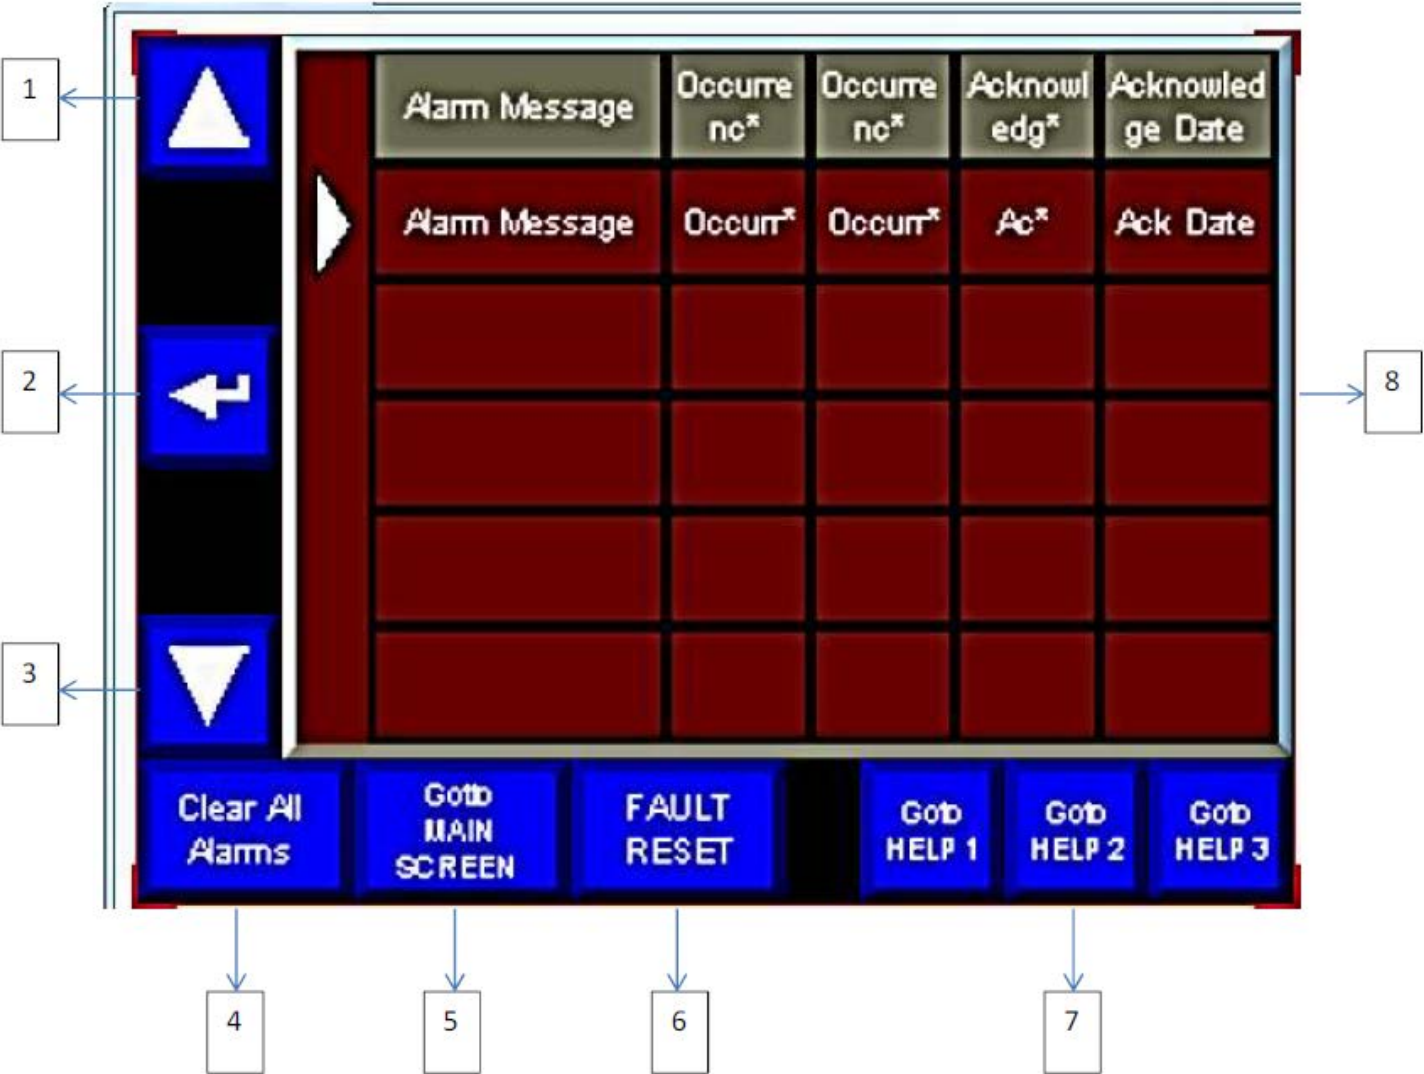 1
Alarm Message
Occurre
nc*
Occurre
nc*
Acknowl
edg*
Acknowled
ge Date
Alarm Message
Occurr*
Occurr*
Ac*
Ack Date
2
8
3
Clear All
Alarms
Goto
MAIN
SCREEN
FAULT
RESET
Goto
HELP 1
Goto
HELP 2
Goto
HELP 3
4
5
6
7